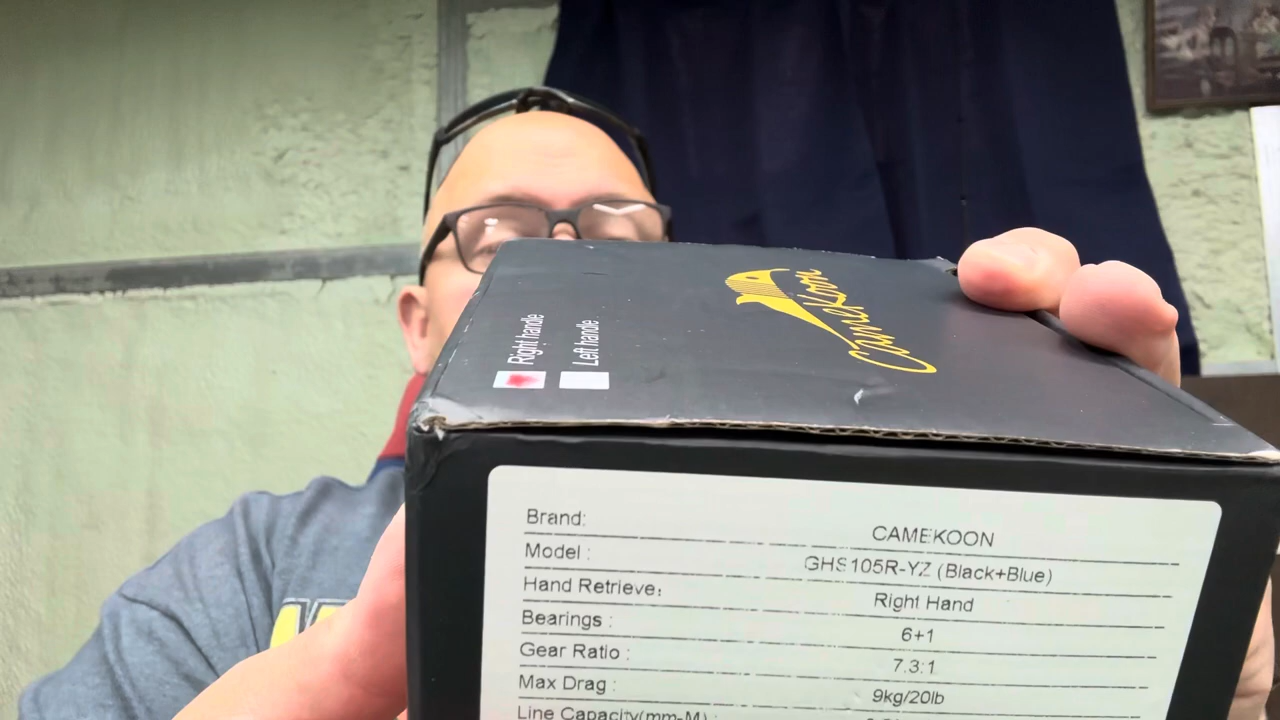 Right handle
Left handle
Camekoon
Brand: CAMEKOON
Model : GHS105R-YZ (Black+Blue)
Hand Retrieve: Right Hand
Bearings : 6+1
Gear Ratio : 7.3:1
Max Drag : 9kg/20lb
Line Capacity(mm-M) :